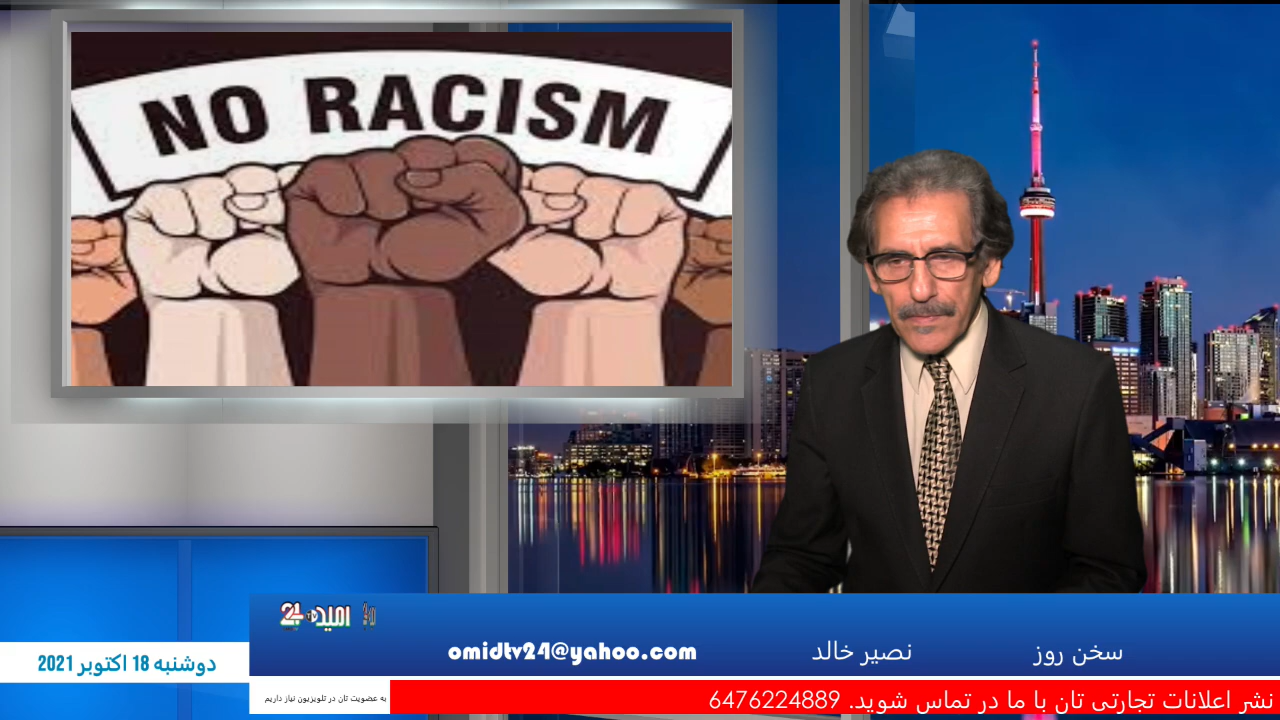 NO RACISM
امید 24
omidtv24@yahoo.com
نصیر خالد
سخن روز
دوشنبه 18 اکتوبر 2021
به عضویت تان در تلویزیون نیاز داریم
نشر اعلانات تجارتی تان با ما در تماس شوید. 6476224889